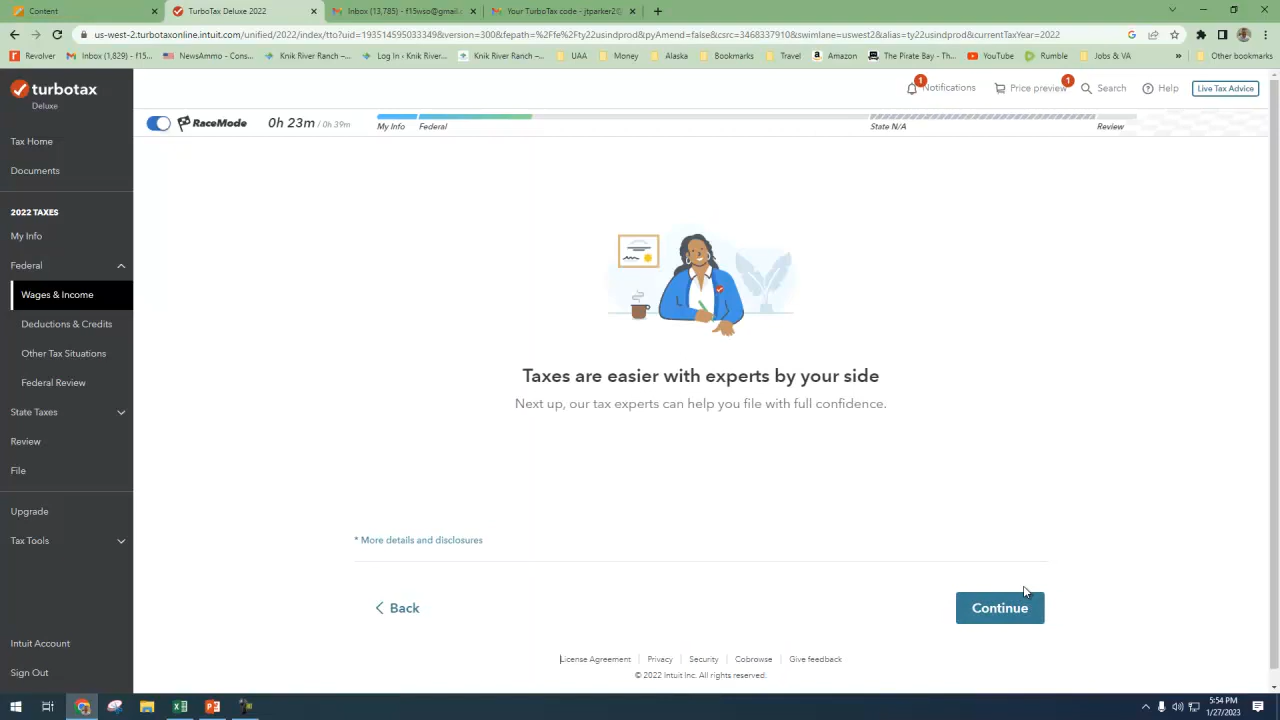 Content
TurboTax Deluxe 2022
Inbox (13,785) - f15wso@gmail.c
Your TurboTax code - jtparker2@
us-west-2.turbotaxonline.intuit.com/unified/2022/index/tto?uid=193514595033349&version=300&fepath=%2Ffe%2Fty22usindprod&pyAmend=false&csrc=3468337910&swimlane=uswest2&alias=ty22usindprod&currentTaxYear=2022
Revolver
Inbox (1,829) - f15...
NewsAmmo - Cons...
Knik River Ranch –...
Log In ‹ Knik River...
Knik River Ranch –...
UAA
Money
Alaska
Travel
Amazon
The Pirate Bay - Th...
YouTube
Bookmarks
Rumble
Jobs & VA
»
Other bookmarks
turbotax
Deluxe
1
Notifications
Price preview
1
Search
Help
Live Tax Advice
RaceMode
0h 23m / 0h 39m
My Info
Federal
State N/A
Review
Tax Home
Documents
2022 TAXES
My Info
Federal
Wages & Income
Deductions & Credits
Other Tax Situations
Federal Review
State Taxes
Review
File
Upgrade
Tax Tools
Intuit Account
Sign Out
Taxes are easier with experts by your side
Next up, our tax experts can help you file with full confidence.
* More details and disclosures
Back
Continue
License Agreement
Privacy
Security
Cobrowse
Give feedback
© 2022 Intuit Inc. All rights reserved.
5:54 PM
1/27/2023